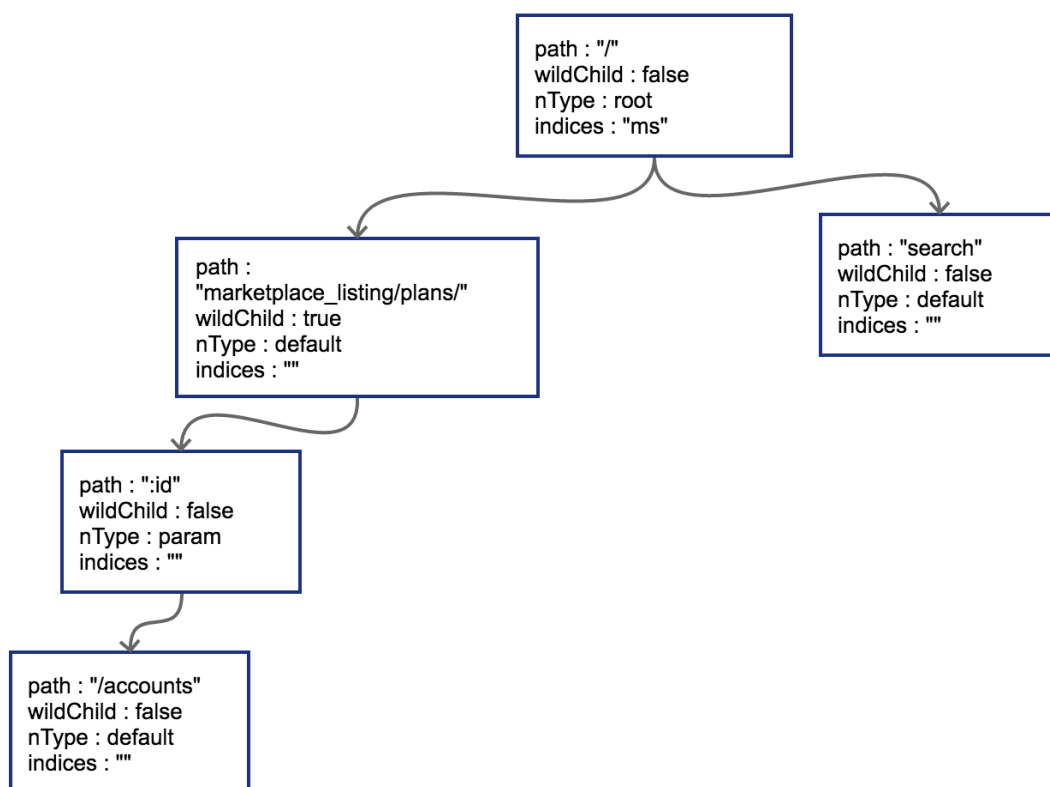 path : "/"
wildChild : false
nType : root
indices : "ms"
path :
"marketplace_listing/plans/"
wildChild : true
nType : default
indices : ""
path : "search"
wildChild : false
nType : default
indices : ""
path : ":id"
wildChild : false
nType : param
indices : ""
path : "/accounts"
wildChild : false
nType : default
indices : ""